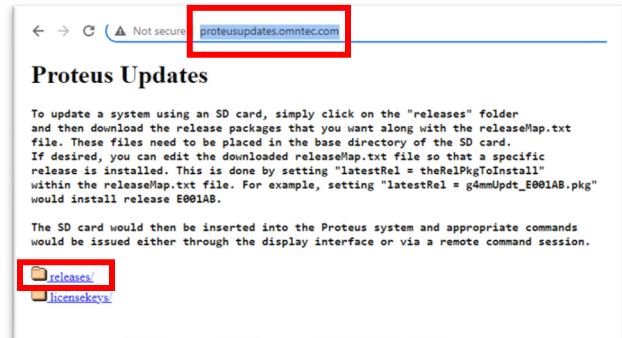 Not secure proteusupdates.omntec.com
Proteus Updates
To update a system using an SD card, simply click on the "releases" folder
and then download the release packages that you want along with the releaseMap.txt
file. These files need to be placed in the base directory of the SD card.
If desired, you can edit the downloaded releaseMap.txt file so that a specific
release is installed. This is done by setting "latestRel = theRelPkgToInstall"
within the releaseMap.txt file. For example, setting "latestRel = g4mmUpdt_E001AB.pkg"
would install release E001AB.
The SD card would then be inserted into the Proteus system and appropriate commands
would be issued either through the display interface or via a remote command session.
releases/
licensekeys/